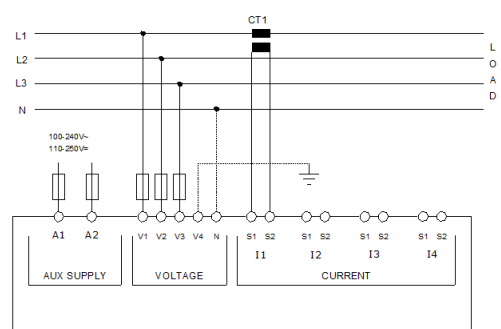 CT1
L1
L2
L3
N
L
O
A
D
100-240V~
110-250V=
A1 A2 V1 V2 V3 V4 N S1 S2 S1 S2 S1 S2 S1 S2
I1 I2 I3 I4
AUX SUPPLY VOLTAGE CURRENT